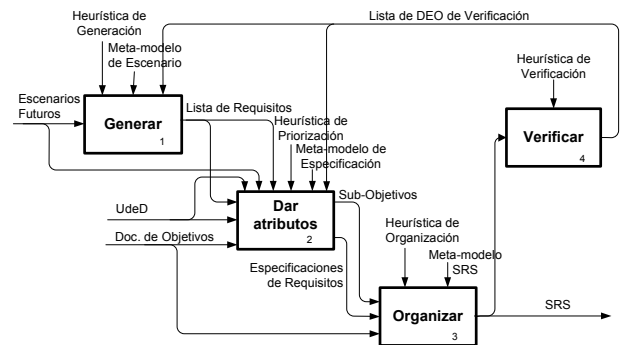 Heurística de
Generación
Meta-modelo
de Escenario
Lista de DEO de Verificación
Heurística de
Verificación
Escenarios
Futuros
Generar
1
Lista de Requisitos
Heurística de
Priorización
Meta-modelo de
Especificación
Verificar
4
UdeD
Dar
atributos
2
Sub-Objetivos
Doc. de Objetivos
Heurística de
Organización
Meta-modelo
SRS
Especificaciones
de Requisitos
Organizar
3
SRS